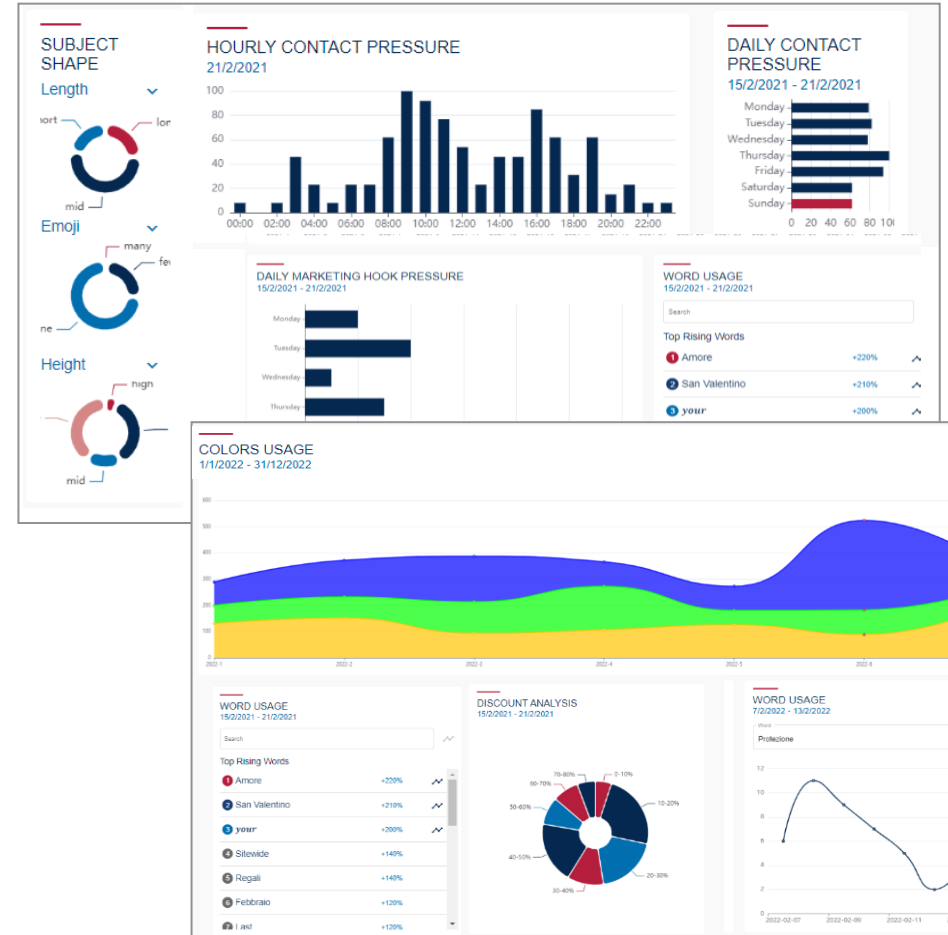 SUBJECT
SHAPE
Length
mid
Emoji
many
Height
high
mid
HOURLY CONTACT PRESSURE
21/2/2021
100
80
60
40
20
0
00:00 02:00 04:00 06:00 08:00 10:00 12:00 14:00 16:00 18:00 20:00 22:00
DAILY CONTACT
PRESSURE
15/2/2021 - 21/2/2021
Monday
Tuesday
Wednesday
Thursday
Friday
Saturday
Sunday
0 20 40 60 80
DAILY MARKETING HOOK PRESSURE
15/2/2021 - 21/2/2021
Monday
Tuesday
Wednesday
Thursday
WORD USAGE
15/2/2021 - 21/2/2021
Search
Top Rising Words
1 Amore +220%
2 San Valentino +210%
3 your +200%
COLORS USAGE
1/1/2022 - 31/12/2022
600
500
400
300
200
100
0
2022-1 2022-2 2022-3 2022-4 2022-5 2022-6
WORD USAGE
15/2/2021 - 21/2/2021
Search
Top Rising Words
1 Amore +220%
2 San Valentino +210%
3 your +200%
4 Sitewide +140%
5 Regali +140%
6 Febbraio +120%
7 Last +120%
DISCOUNT ANALYSIS
15/2/2021 - 21/2/2021
70-80% 0-10%
60-70%
10-20%
50-60%
40-50%
20-30%
30-40%
WORD USAGE
7/2/2022 - 13/2/2022
Word
Protezione
12
10
8
6
4
2
0
2022-02-07 2022-02-09 2022-02-11